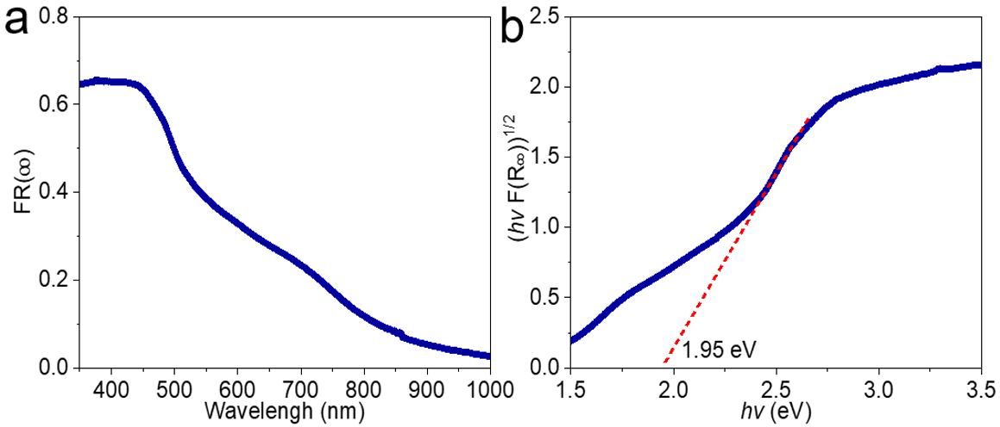 a
FR(∞)
0.8
0.6
0.4
0.2
0.0
400 500 600 700 800 900 1000
Wavelengh (nm)
b
(hν F(R∞))^1/2
2.5
2.0
1.5
1.0
0.5
0.0
1.95 eV
1.5 2.0 2.5 3.0 3.5
hν (eV)